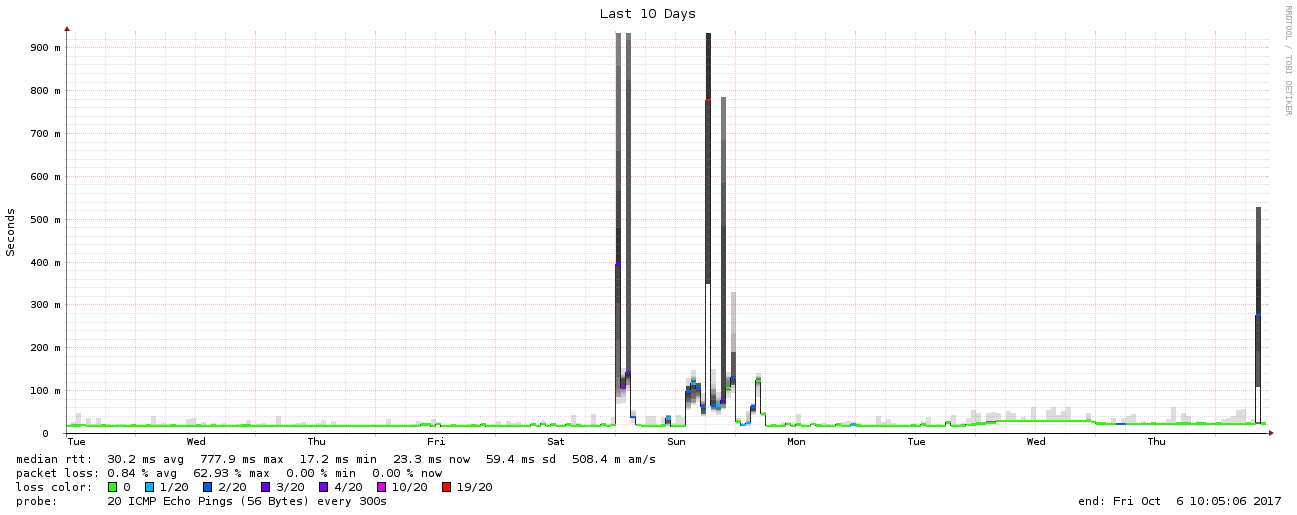 Last 10 Days
RRDTOOL / TOBI OETIKER
Seconds
900 m
800 m
700 m
600 m
500 m
400 m
300 m
200 m
100 m
0
Tue Wed Thu Fri Sat Sun Mon Tue Wed Thu
median rtt: 30.2 ms avg 777.9 ms max 17.2 ms min 23.3 ms now 59.4 ms sd 508.4 m am/s
packet loss: 0.84 % avg 62.93 % max 0.00 % min 0.00 % now
loss color: 0 1/20 2/20 3/20 4/20 10/20 19/20
probe: 20 ICMP Echo Pings (56 Bytes) every 300s end: Fri Oct 6 10:05:06 2017